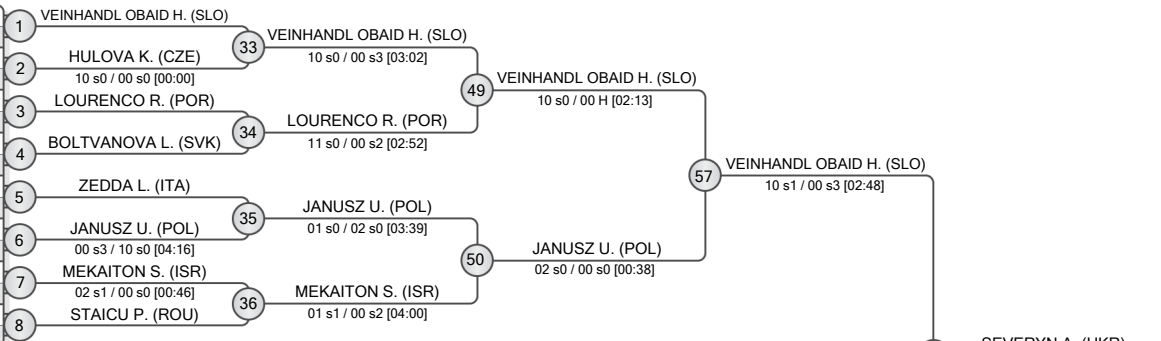 1 VEINHANDL OBAID H. (SLO)
2 HULOVA K. (CZE)
10 s0 / 00 s0 [00:00]
3 LOURENCO R. (POR)
4 BOLTVANOVA L. (SVK)
5 ZEDDA L. (ITA)
6 JANUSZ U. (POL)
00 s3 / 10 s0 [04:16]
7 MEKAITON S. (ISR)
02 s1 / 00 s0 [00:46]
8 STAICU P. (ROU)
33 VEINHANDL OBAID H. (SLO)
10 s0 / 00 s3 [03:02]
34 LOURENCO R. (POR)
11 s0 / 00 s2 [02:52]
35 JANUSZ U. (POL)
01 s0 / 02 s0 [03:39]
36 MEKAITON S. (ISR)
01 s1 / 00 s2 [04:00]
49 VEINHANDL OBAID H. (SLO)
10 s0 / 00 H [02:13]
50 JANUSZ U. (POL)
02 s0 / 00 s0 [00:38]
57 VEINHANDL OBAID H. (SLO)
10 s1 / 00 s3 [02:48]
SEVERYN A. (UKR)